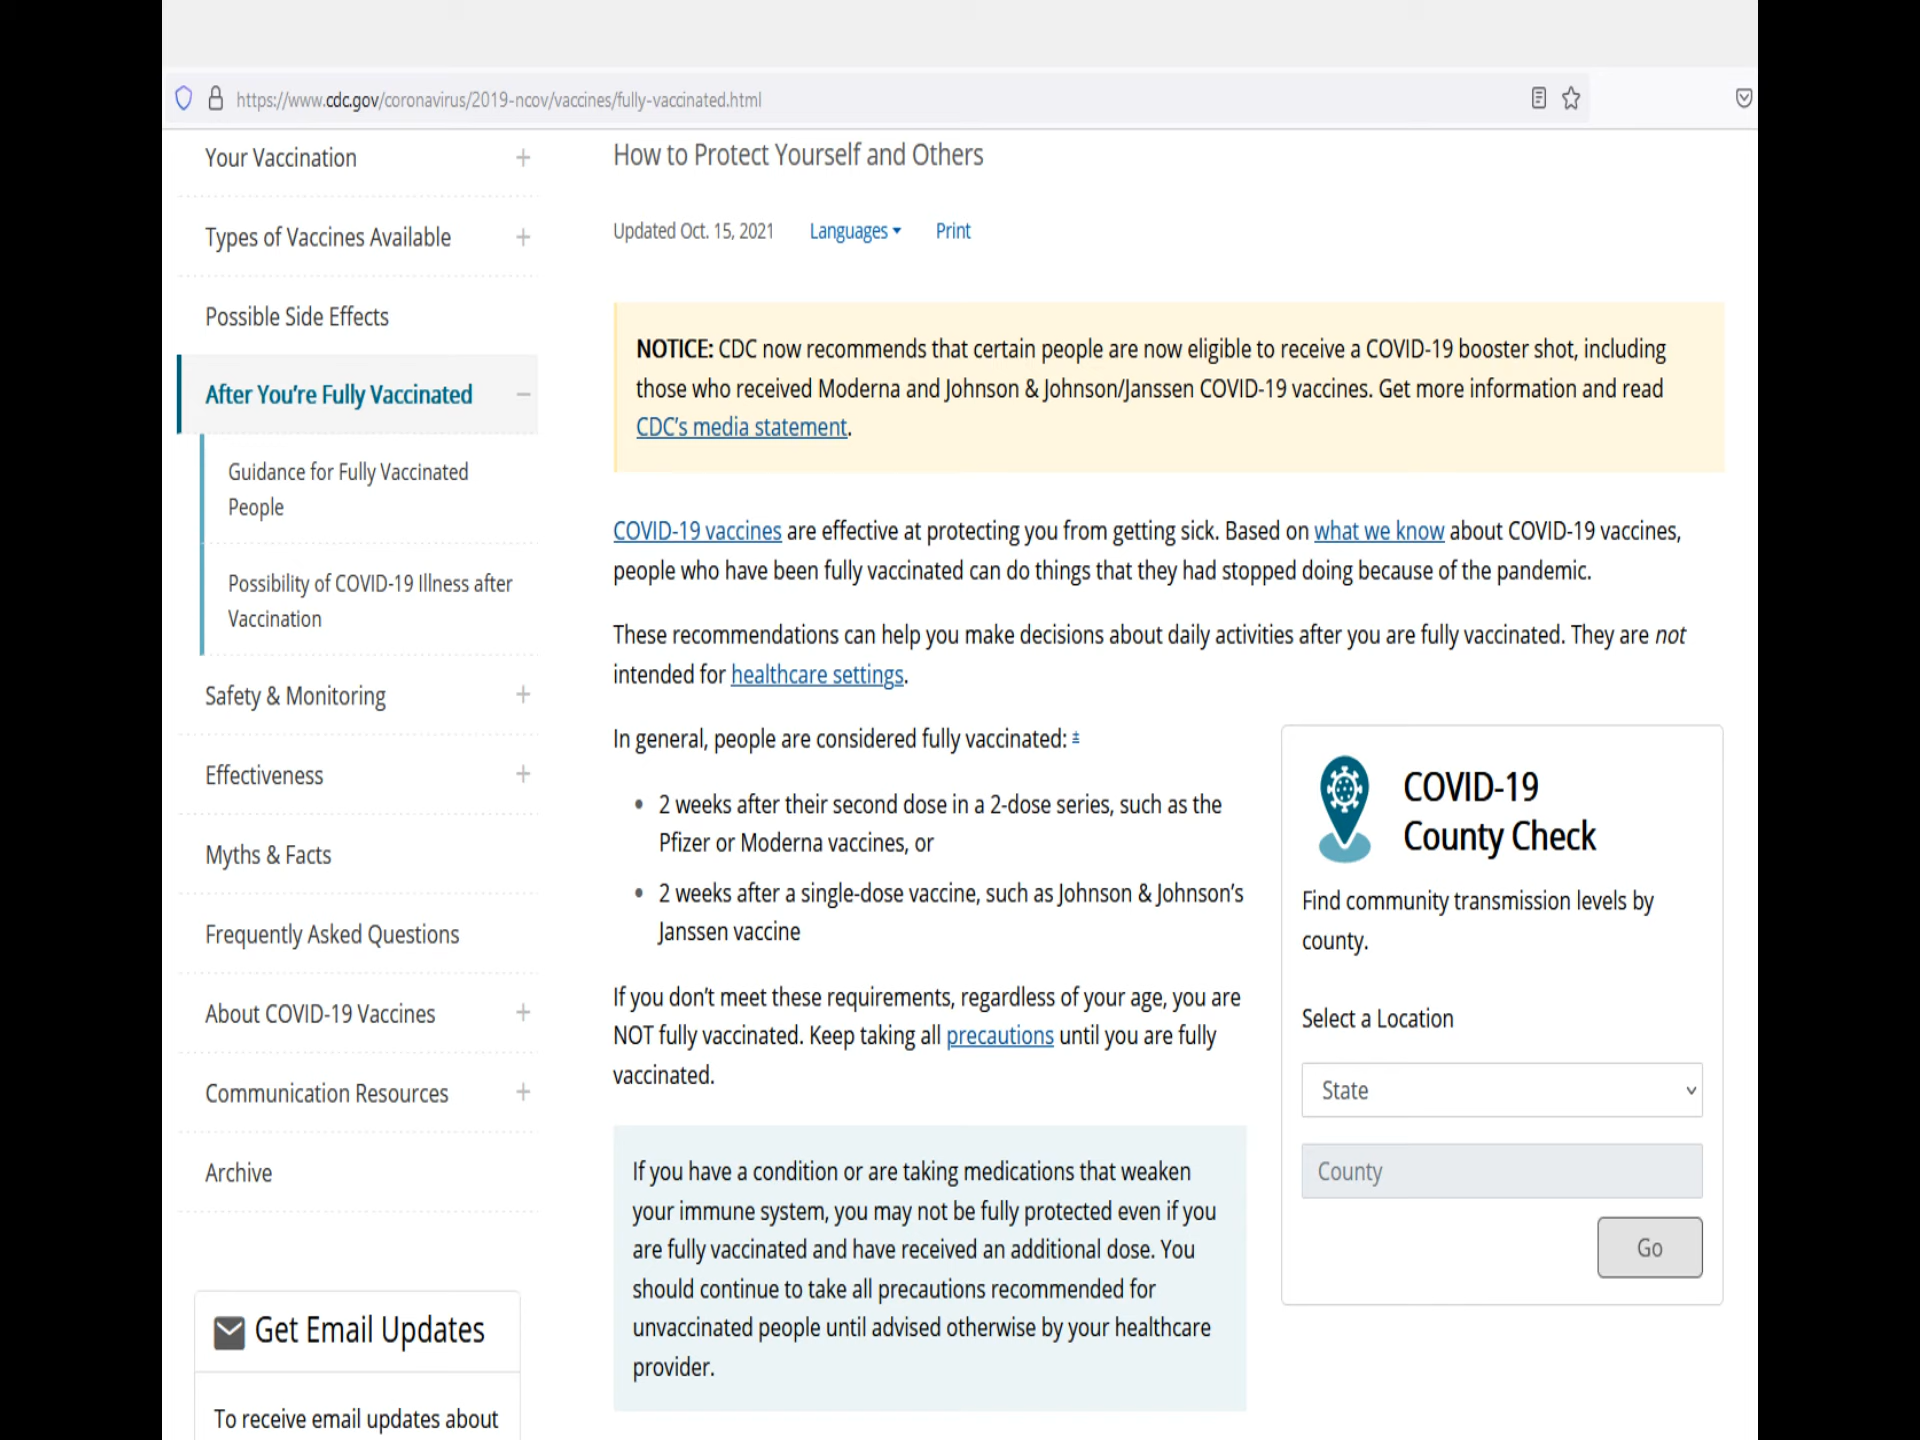 https://www.cdc.gov/coronavirus/2019-ncov/vaccines/fully-vaccinated.html
Your Vaccination
Types of Vaccines Available
Possible Side Effects
After You're Fully Vaccinated
Guidance for Fully Vaccinated
People
Possibility of COVID-19 Illness after
Vaccination
Safety & Monitoring
Effectiveness
Myths & Facts
Frequently Asked Questions
About COVID-19 Vaccines
Communication Resources
Archive
Get Email Updates
To receive email updates about
How to Protect Yourself and Others
Updated Oct. 15, 2021 Languages Print
NOTICE: CDC now recommends that certain people are now eligible to receive a COVID-19 booster shot, including
those who received Moderna and Johnson & Johnson/Janssen COVID-19 vaccines. Get more information and read
CDC's media statement.
COVID-19 vaccines are effective at protecting you from getting sick. Based on what we know about COVID-19 vaccines,
people who have been fully vaccinated can do things that they had stopped doing because of the pandemic.
These recommendations can help you make decisions about daily activities after you are fully vaccinated. They are not
intended for healthcare settings.
In general, people are considered fully vaccinated: ±
• 2 weeks after their second dose in a 2-dose series, such as the
Pfizer or Moderna vaccines, or
• 2 weeks after a single-dose vaccine, such as Johnson & Johnson's
Janssen vaccine
If you don't meet these requirements, regardless of your age, you are
NOT fully vaccinated. Keep taking all precautions until you are fully
vaccinated.
If you have a condition or are taking medications that weaken
your immune system, you may not be fully protected even if you
are fully vaccinated and have received an additional dose. You
should continue to take all precautions recommended for
unvaccinated people until advised otherwise by your healthcare
provider.
COVID-19
County Check
Find community transmission levels by
county.
Select a Location
State
County
Go